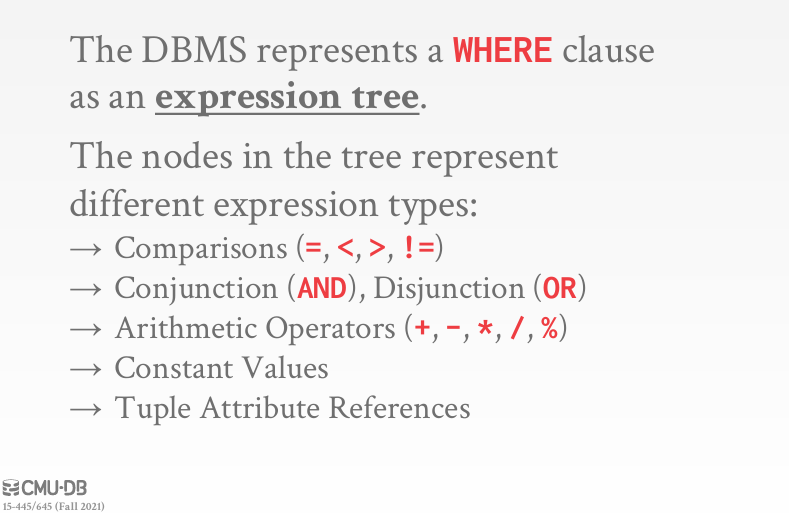 The DBMS represents a WHERE clause
as an expression tree.
The nodes in the tree represent
different expression types:
→ Comparisons (=, <, >, !=)
→ Conjunction (AND), Disjunction (OR)
→ Arithmetic Operators (+, -, *, /, %)
→ Constant Values
→ Tuple Attribute References
CMU·DB
15-445/645 (Fall 2021)